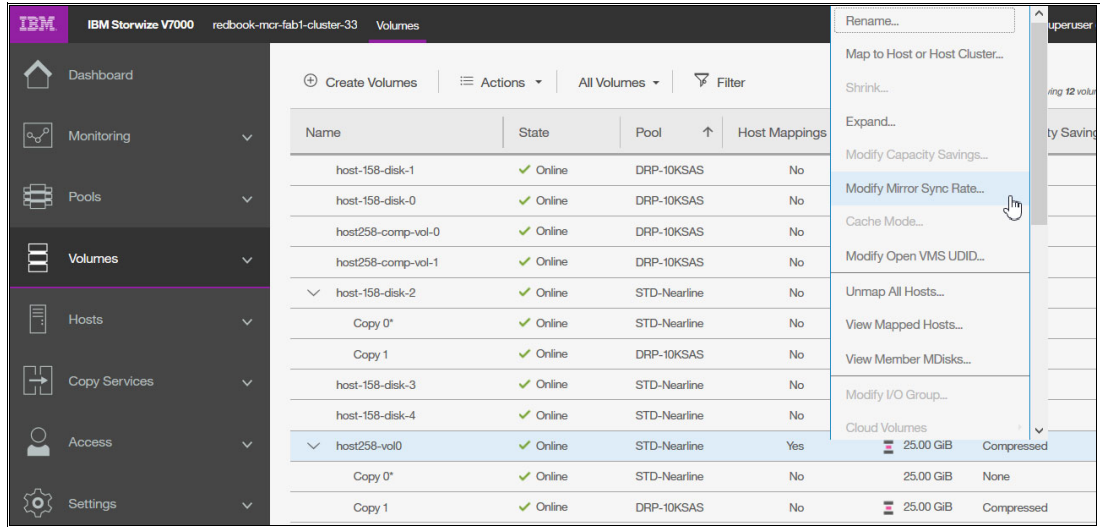 IBM IBM Storwize V7000 redbook-mcr-fab1-cluster-33 Volumes
Dashboard
Monitoring
Pools
Volumes
Hosts
Copy Services
Access
Settings
Create Volumes Actions All Volumes Filter
12
Name State Pool Host Mappings
host-158-disk-1 Online DRP-10KSAS No
host-158-disk-0 Online DRP-10KSAS No
host258-comp-vol-0 Online DRP-10KSAS No
host258-comp-vol-1 Online DRP-10KSAS No
host-158-disk-2 Online STD-Nearline No
Copy 0* Online STD-Nearline No
Copy 1 Online DRP-10KSAS No
host-158-disk-3 Online STD-Nearline No
host-158-disk-4 Online STD-Nearline No
host258-vol0 Online STD-Nearline Yes 25.00 GiB Compressed
Copy 0* Online STD-Nearline No 25.00 GiB None
Copy 1 Online DRP-10KSAS No 25.00 GiB Compressed
Rename...
Map to Host or Host Cluster...
Shrink...
Expand...
Modify Capacity Savings...
Modify Mirror Sync Rate...
Cache Mode...
Modify Open VMS UDID...
Unmap All Hosts...
View Mapped Hosts...
View Member MDisks...
Modify I/O Group...
Cloud Volumes